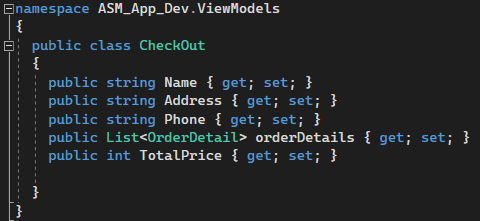 namespace ASM_App_Dev.ViewModels
{
public class CheckOut
{
public string Name { get; set; }
public string Address { get; set; }
public string Phone { get; set; }
public List<OrderDetail> orderDetails { get; set; }
public int TotalPrice { get; set; }
}
}